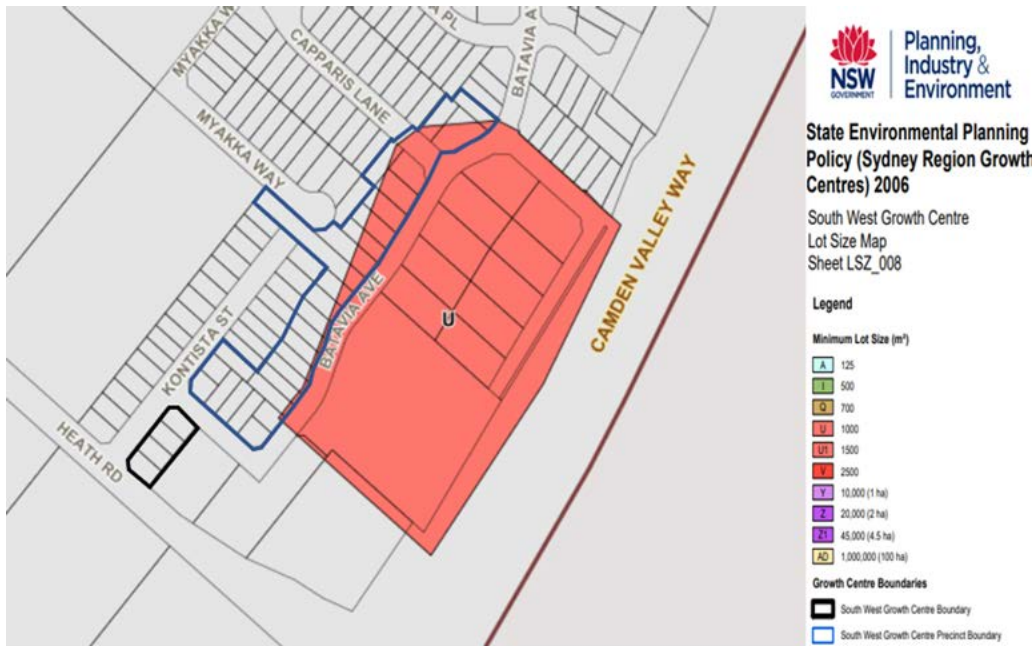 MYAKKA W
A PL
BATAVIA A
CAPPARIS LANE
MYAKKA WAY
CAMDEN VALLEY WAY
BATAVIA AVE
U
KONTISTA ST
HEATH RD
NSW
GOVERNMENT
Planning,
Industry &
Environment
State Environmental Planning
Policy (Sydney Region Growth
Centres) 2006
South West Growth Centre
Lot Size Map
Sheet LSZ_008
Legend
Minimum Lot Size (m²)
A 125
I 500
Q 700
U 1000
U1 1500
V 2500
Y 10,000 (1 ha)
Z 20,000 (2 ha)
Z1 45,000 (4.5 ha)
AD 1,000,000 (100 ha)
Growth Centre Boundaries
South West Growth Centre Boundary
South West Growth Centre Precinct Boundary